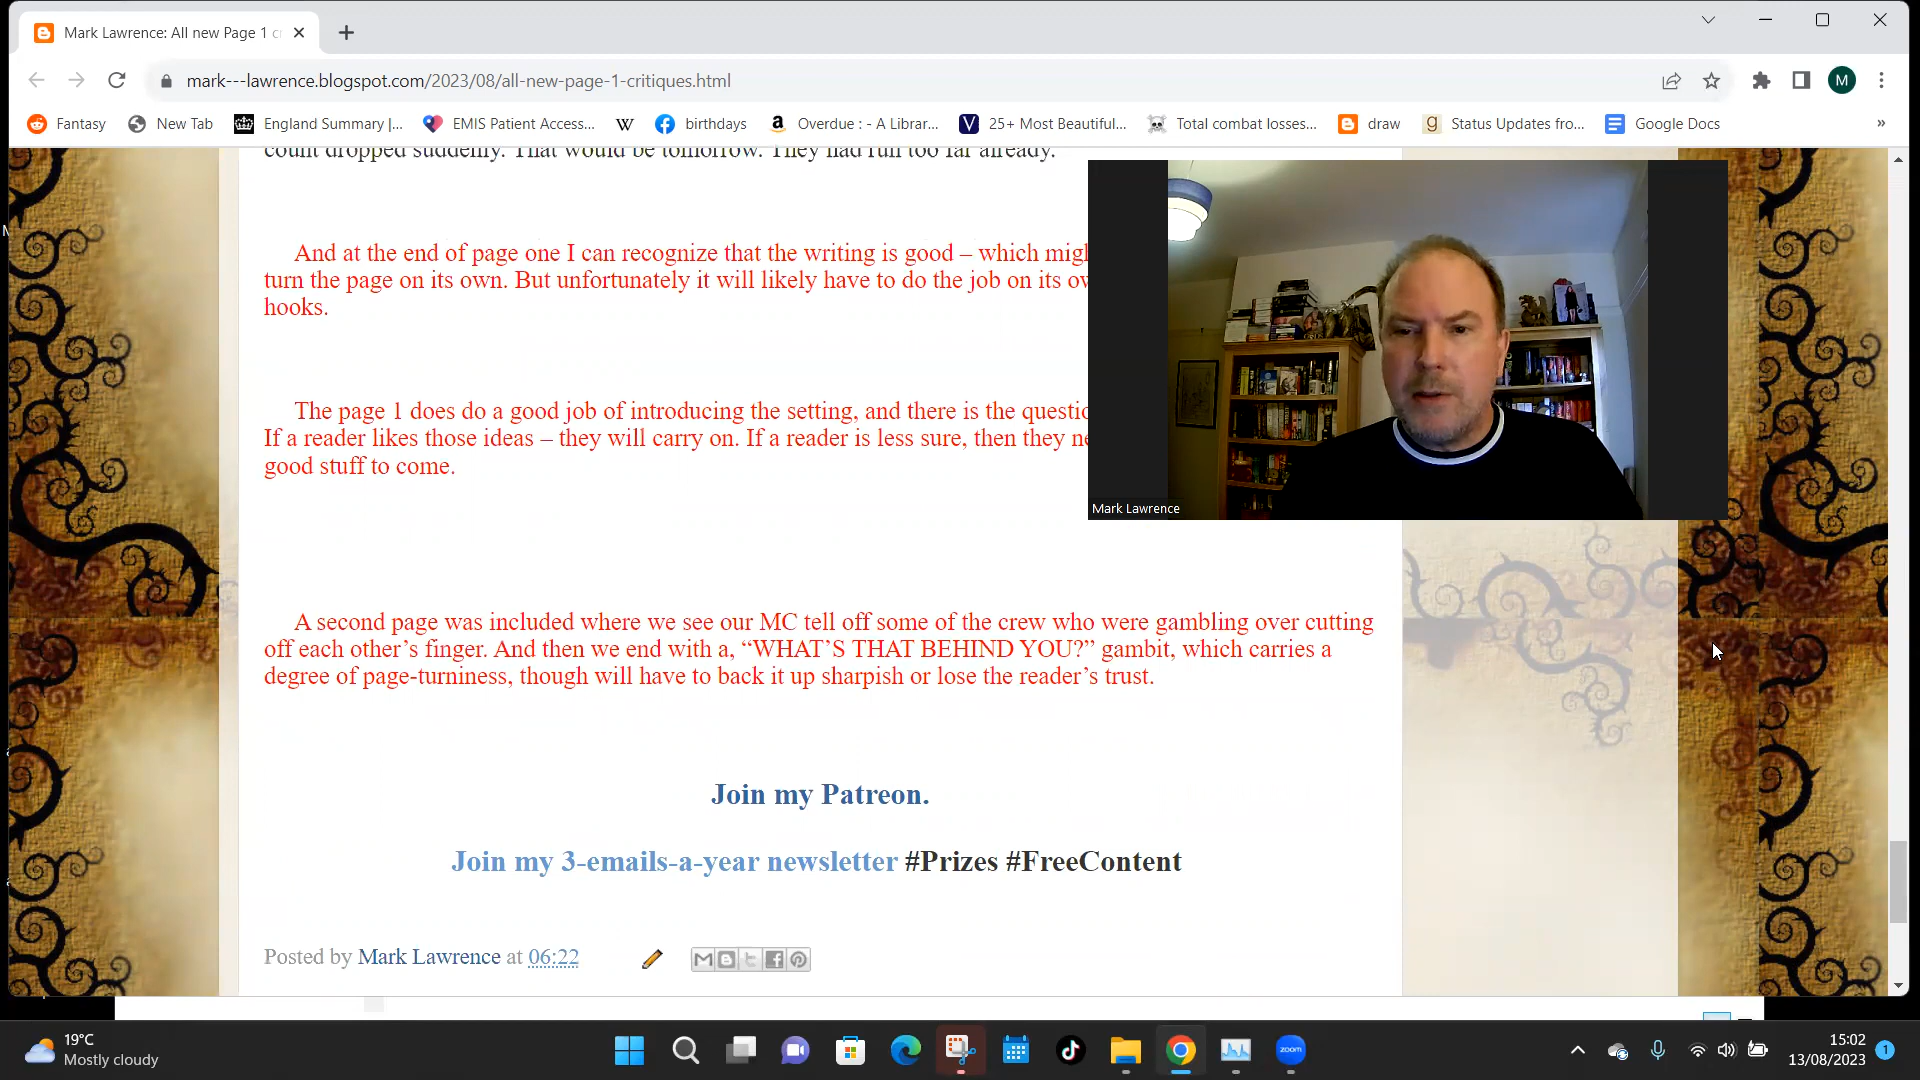 Mark Lawrence: All new Page 1 c
mark---lawrence.blogspot.com/2023/08/all-new-page-1-critiques.html
M
Fantasy
New Tab
England Summary |...
EMIS Patient Access...
W
birthdays
Overdue : - A Librar...
25+ Most Beautiful...
Total combat losses...
draw
Status Updates fro...
Google Docs
»
count dropped suddenly. That would be tomorrow. They had run too far already.
And at the end of page one I can recognize that the writing is good – which
turn the page on its own. But unfortunately it will likely have to do the job on its
hooks.
The page 1 does do a good job of introducing the setting, and there is the
If a reader likes those ideas – they will carry on. If a reader is less sure, then they
good stuff to come.
Mark Lawrence
A second page was included where we see our MC tell off some of the crew who were gambling over cutting
off each other’s finger. And then we end with a, “WHAT’S THAT BEHIND YOU?” gambit, which carries a
degree of page-turniness, though will have to back it up sharpish or lose the reader’s trust.
Join my Patreon.
Join my 3-emails-a-year newsletter #Prizes #FreeContent
Posted by Mark Lawrence at 06:22
19°C
Mostly cloudy
zoom
15:02
13/08/2023
1